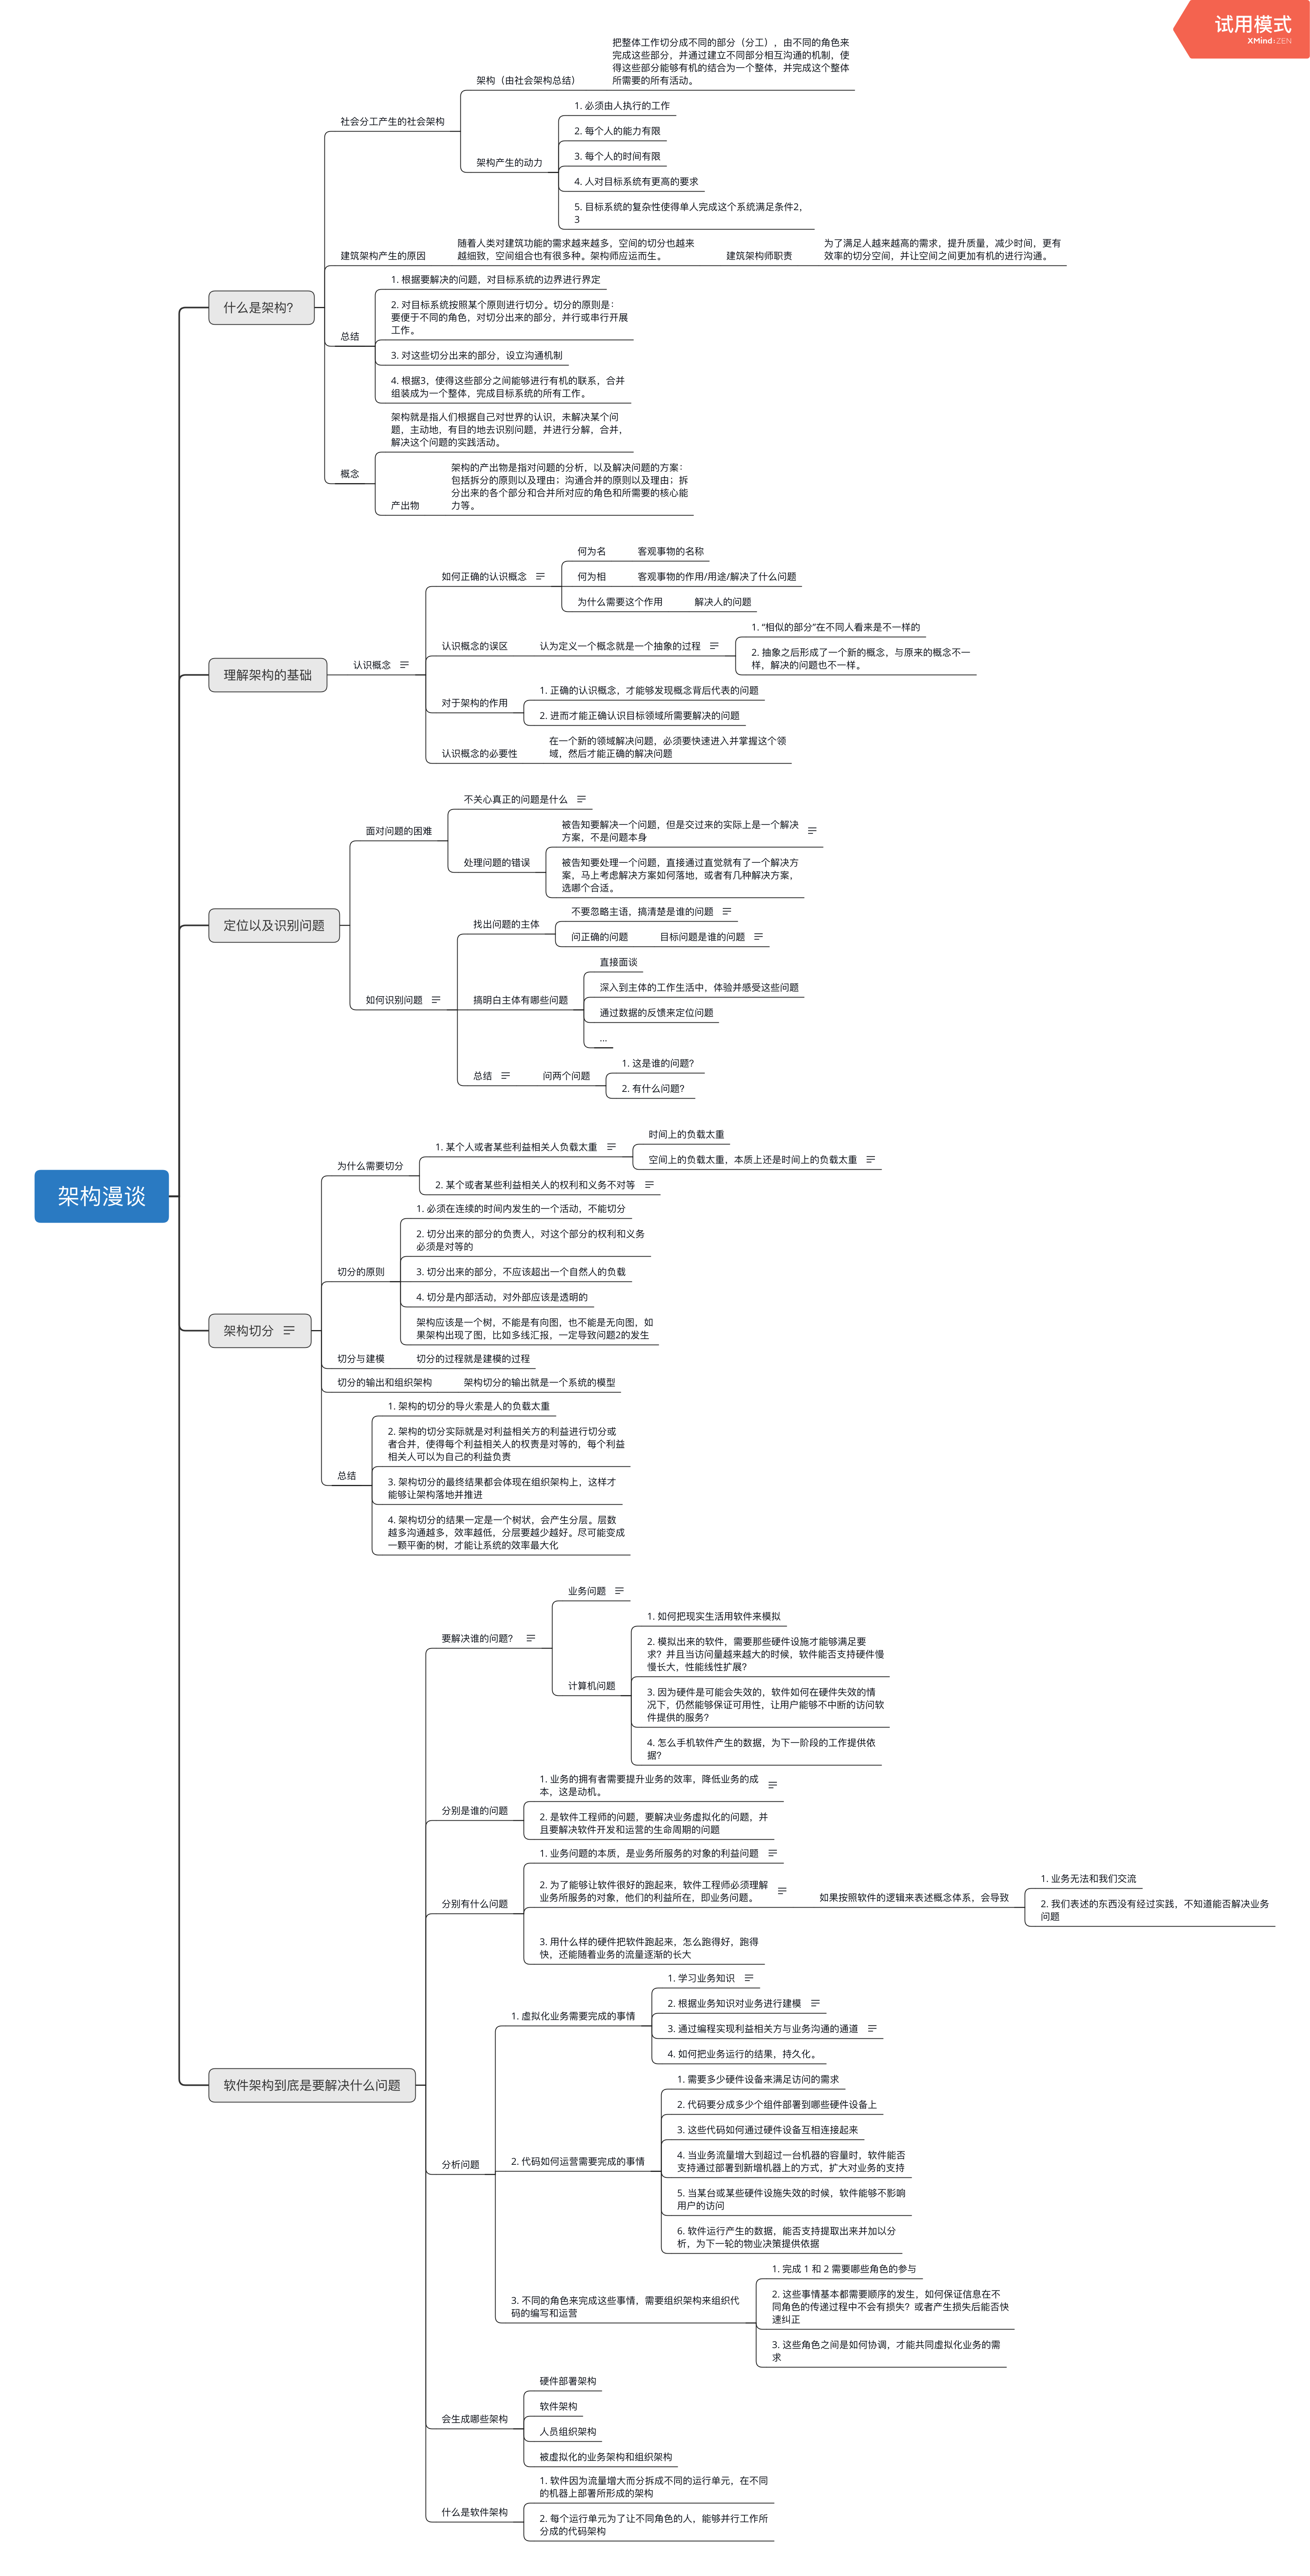 试用模式
XMind:ZEN
架构漫谈
什么是架构?
社会分工产生的社会架构
架构（由社会架构总结）
把整体工作切分成不同的部分（分工），由不同的角色来
完成这些部分，并通过建立不同部分相互沟通的机制，使
得这些部分能够有机的结合为一个整体，并完成这个整体
所需要的所有活动。
架构产生的动力
1. 必须由人执行的工作
2. 每个人的能力有限
3. 每个人的时间有限
4. 人对目标系统有更高的要求
5. 目标系统的复杂性使得单人完成这个系统满足条件2，
3
建筑架构产生的原因
随着人类对建筑功能的需求越来越多，空间的切分也越来
越细致，空间组合也有很多种。架构师应运而生。
建筑架构师职责
为了满足人越来越高的需求，提升质量，减少时间，更有
效率的切分空间，并让空间之间更加有机的进行沟通。
总结
1. 根据要解决的问题，对目标系统的边界进行界定
2. 对目标系统按照某个原则进行切分。切分的原则是：
要便于不同的角色，对切分出来的部分，并行或串行开展
工作。
3. 对这些切分出来的部分，设立沟通机制
4. 根据3，使得这些部分之间能够进行有机的联系，合并
组装成为一个整体，完成目标系统的所有工作。
概念
架构就是指人们根据自己对世界的认识，未解决某个问
题，主动地，有目的地去识别问题，并进行分解，合并，
解决这个问题的实践活动。
产出物
架构的产出物是指对问题的分析，以及解决问题的方案：
包括拆分的原则以及理由；沟通合并的原则以及理由；拆
分出来的各个部分和合并所对应的角色和所需要的核心能
力等。
理解架构的基础
认识概念
如何正确的认识概念
何为名
客观事物的名称
何为相
客观事物的作用/用途/解决了什么问题
为什么需要这个作用
解决人的问题
认识概念的误区
认为定义一个概念就是一个抽象的过程
1. “相似的部分”在不同人看来是不一样的
2. 抽象之后形成了一个新的概念，与原来的概念不一
样，解决的问题也不一样。
对于架构的作用
1. 正确的认识概念，才能够发现概念背后代表的问题
2. 进而才能正确认识目标领域所需要解决的问题
认识概念的必要性
在一个新的领域解决问题，必须要快速进入并掌握这个领
域，然后才能正确的解决问题
定位以及识别问题
面对问题的困难
不关心真正的问题是什么
处理问题的错误
被告知要解决一个问题，但是交过来的实际上是一个解决
方案，不是问题本身
被告知要处理一个问题，直接通过直觉就有了一个解决方
案，马上考虑解决方案如何落地，或者有几种解决方案，
选哪个合适。
如何识别问题
找出问题的主体
不要忽略主语，搞清楚是谁的问题
问正确的问题
目标问题是谁的问题
搞明白主体有哪些问题
直接面谈
深入到主体的工作生活中，体验并感受这些问题
通过数据的反馈来定位问题
...
总结
问两个问题
1. 这是谁的问题?
2. 有什么问题?
架构切分
为什么需要切分
1. 某个人或者某些利益相关人负载太重
时间上的负载太重
空间上的负载太重，本质上还是时间上的负载太重
2. 某个或者某些利益相关人的权利和义务不对等
切分的原则
1. 必须在连续的时间内发生的一个活动，不能切分
2. 切分出来的部分的负责人，对这个部分的权利和义务
必须是对等的
3. 切分出来的部分，不应该超出一个自然人的负载
4. 切分是内部活动，对外部应该是透明的
架构应该是一个树，不能是有向图，也不能是无向图，如
果架构出现了图，比如多线汇报，一定导致问题2的发生
切分与建模
切分的过程就是建模的过程
切分的输出和组织架构
架构切分的输出就是一个系统的模型
总结
1. 架构的切分的导火索是人的负载太重
2. 架构的切分实际就是对利益相关方的利益进行切分或
者合并，使得每个利益相关人的权责是对等的，每个利益
相关人可以为自己的利益负责
3. 架构切分的最终结果都会体现在组织架构上，这样才
能够让架构落地并推进
4. 架构切分的结果一定是一个树状，会产生分层。层数
越多沟通越多，效率越低，分层要越少越好。尽可能变成
一颗平衡的树，才能让系统的效率最大化
软件架构到底是要解决什么问题
要解决谁的问题?
业务问题
计算机问题
1. 如何把现实生活用软件来模拟
2. 模拟出来的软件，需要那些硬件设施才能够满足要
求? 并且当访问量越来越大的时候，软件能否支持硬件慢
慢长大，性能线性扩展?
3. 因为硬件是可能会失效的，软件如何在硬件失效的情
况下，仍然能够保证可用性，让用户能够不中断的访问软
件提供的服务?
4. 怎么手机软件产生的数据，为下一阶段的工作提供依
据?
分别是谁的问题
1. 业务的拥有者需要提升业务的效率，降低业务的成
本，这是动机。
2. 是软件工程师的问题，要解决业务虚拟化的问题，并
且要解决软件开发和运营的生命周期的问题
分别有什么问题
1. 业务问题的本质，是业务所服务的对象的利益问题
2. 为了能够让软件很好的跑起来，软件工程师必须理解
业务所服务的对象，他们的利益所在，即业务问题。
如果按照软件的逻辑来表述概念体系，会导致
1. 业务无法和我们交流
2. 我们表述的东西没有经过实践，不知道能否解决业务
问题
3. 用什么样的硬件把软件跑起来，怎么跑得好，跑得
快，还能随着业务的流量逐渐的长大
分析问题
1. 虚拟化业务需要完成的事情
1. 学习业务知识
2. 根据业务知识对业务进行建模
3. 通过编程实现利益相关方与业务沟通的通道
4. 如何把业务运行的结果，持久化。
2. 代码如何运营需要完成的事情
1. 需要多少硬件设备来满足访问的需求
2. 代码要分成多少个组件部署到哪些硬件设备上
3. 这些代码如何通过硬件设备互相连接起来
4. 当业务流量增大到超过一台机器的容量时，软件能否
支持通过部署到新增机器上的方式，扩大对业务的支持
5. 当某台或某些硬件设施失效的时候，软件能够不影响
用户的访问
6. 软件运行产生的数据，能否支持提取出来并加以分
析，为下一轮的物业决策提供依据
3. 不同的角色来完成这些事情，需要组织架构来组织代
码的编写和运营
1. 完成 1 和 2 需要哪些角色的参与
2. 这些事情基本都需要顺序的发生，如何保证信息在不
同角色的传递过程中不会有损失? 或者产生损失后能否快
速纠正
3. 这些角色之间是如何协调，才能共同虚拟化业务的需
求
会生成哪些架构
硬件部署架构
软件架构
人员组织架构
被虚拟化的业务架构和组织架构
什么是软件架构
1. 软件因为流量增大而分拆成不同的运行单元，在不同
的机器上部署所形成的架构
2. 每个运行单元为了让不同角色的人，能够并行工作所
分成的代码架构